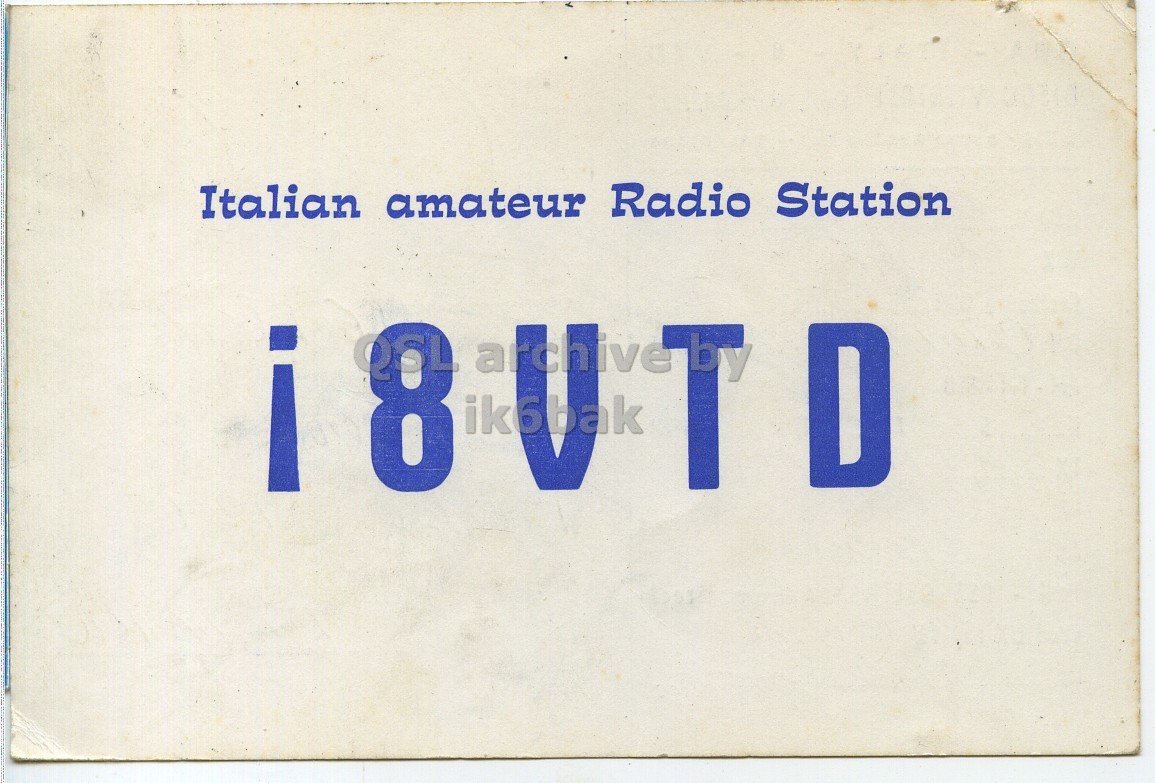 Italian amateur Radio Station
i8VTD
QSL archive by
ik6bak